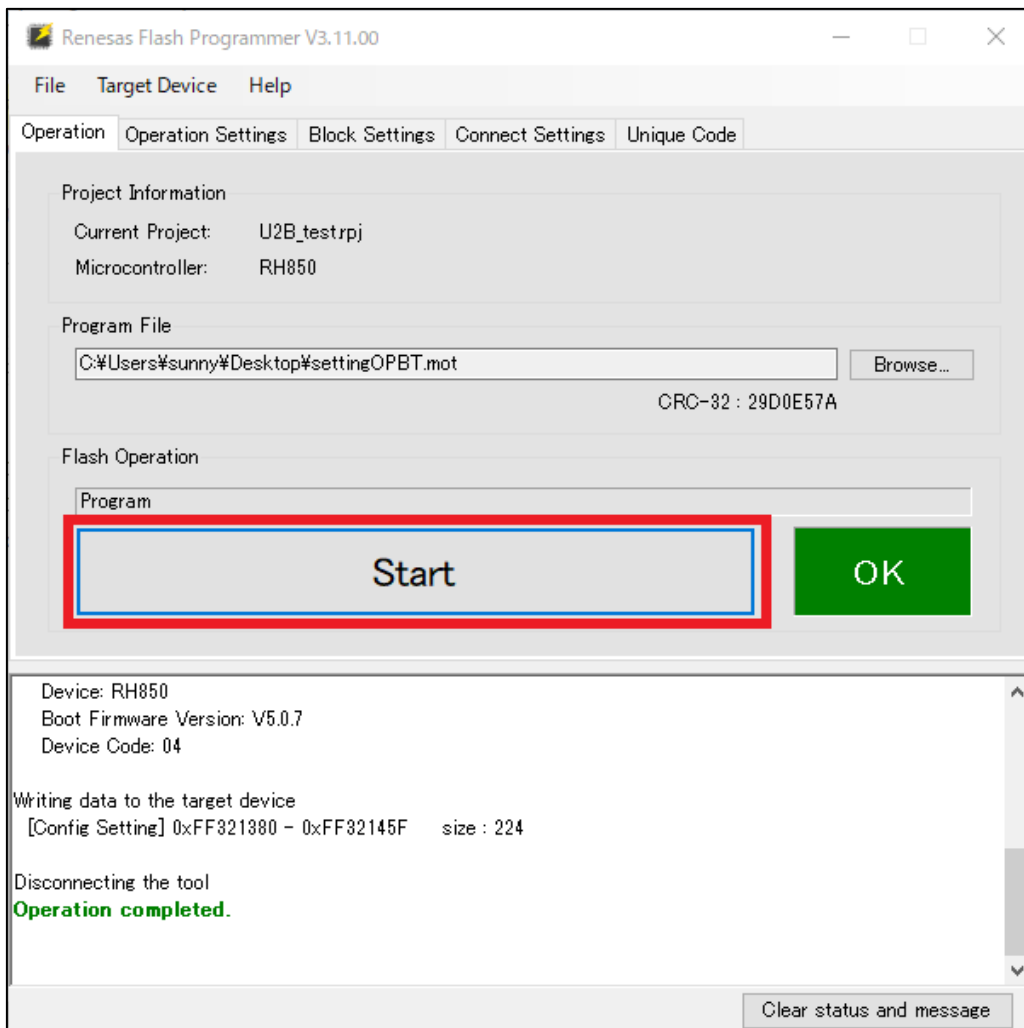 Renesas Flash Programmer V3.11.00
File Target Device Help
Operation Operation Settings Block Settings Connect Settings Unique Code
Project Information
Current Project: U2B_test.rpj
Microcontroller: RH850
Program File
C:¥Users¥sunny¥Desktop¥settingOPBT.mot Browse...
CRC-32 : 29D0E57A
Flash Operation
Program
Start OK
Device: RH850
Boot Firmware Version: V5.0.7
Device Code: 04
Writing data to the target device
[Config Setting] 0xFF321380 - 0xFF32145F size : 224
Disconnecting the tool
Operation completed.
Clear status and message